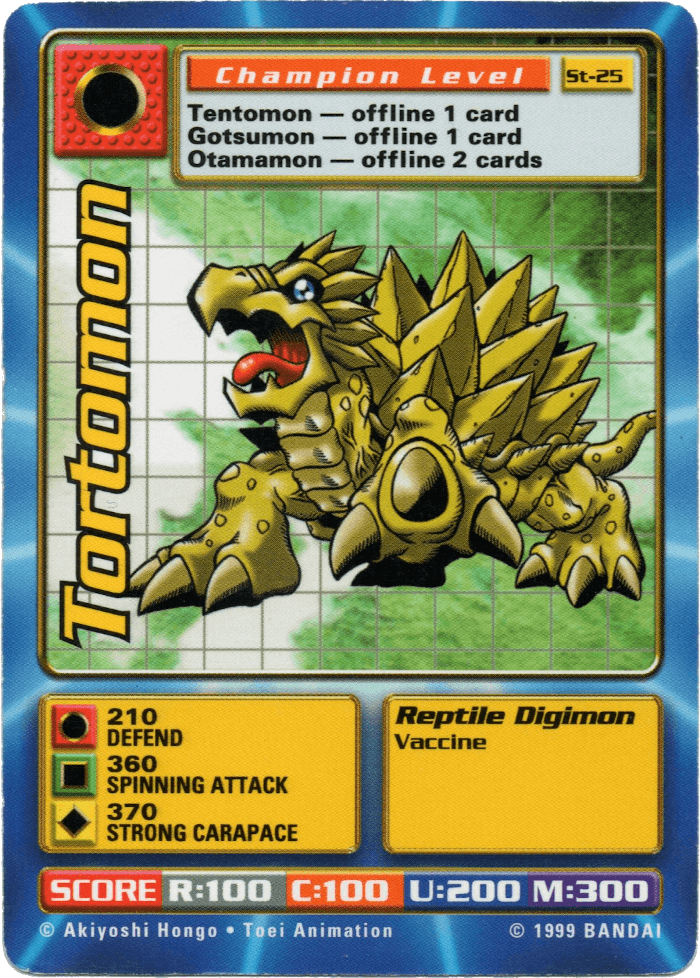 Champion Level
St-25
Tentomon — offline 1 card
Gotsumon — offline 1 card
Otamamon — offline 2 cards
Tortomon
210
DEFEND
360
SPINNING ATTACK
370
STRONG CARAPACE
Reptile Digimon
Vaccine
SCORE R:100 C:100 U:200 M:300
© Akiyoshi Hongo • Toei Animation
© 1999 BANDAI